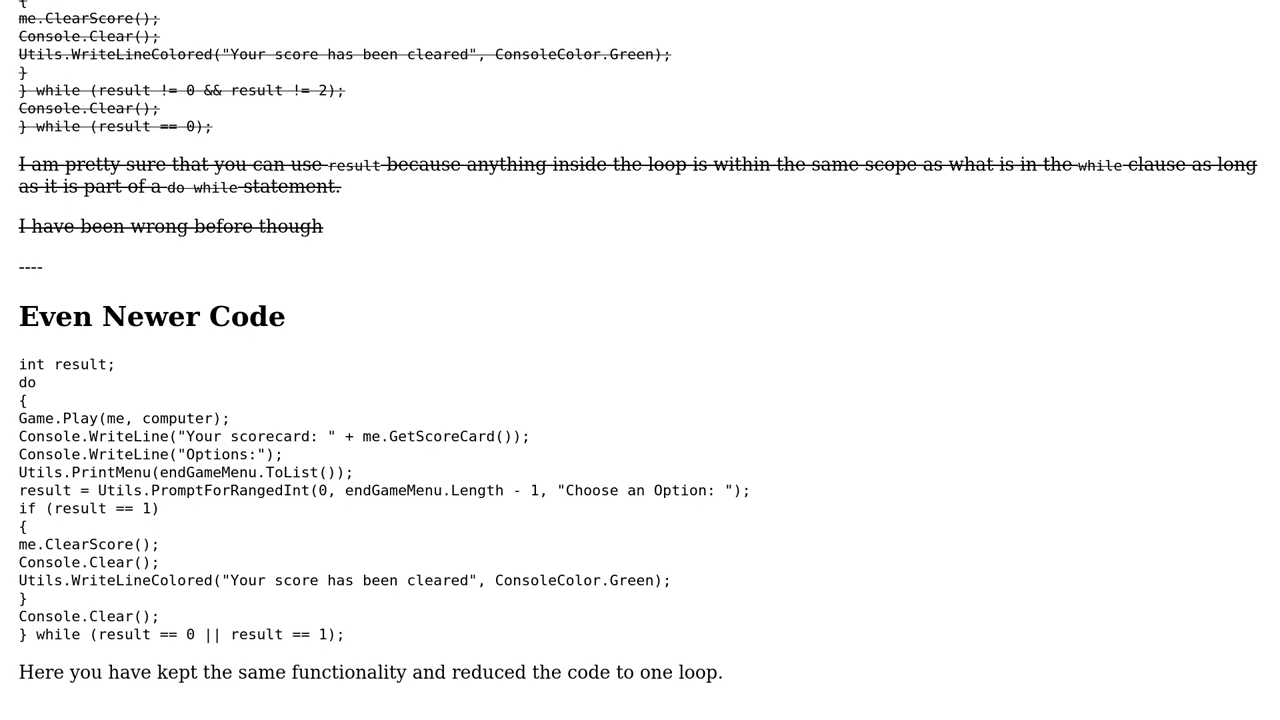 {
me.ClearScore();
Console.Clear();
Utils.WriteLineColored("Your score has been cleared", ConsoleColor.Green);
}
} while (result != 0 && result != 2);
Console.Clear();
} while (result == 0);
I am pretty sure that you can use result because anything inside the loop is within the same scope as what is in the while clause as long
as it is part of a do while statement.
I have been wrong before though
----
Even Newer Code
int result;
do
{
Game.Play(me, computer);
Console.WriteLine("Your scorecard: " + me.GetScoreCard());
Console.WriteLine("Options:");
Utils.PrintMenu(endGameMenu.ToList());
result = Utils.PromptForRangedInt(0, endGameMenu.Length - 1, "Choose an Option: ");
if (result == 1)
{
me.ClearScore();
Console.Clear();
Utils.WriteLineColored("Your score has been cleared", ConsoleColor.Green);
}
Console.Clear();
} while (result == 0 || result == 1);
Here you have kept the same functionality and reduced the code to one loop.